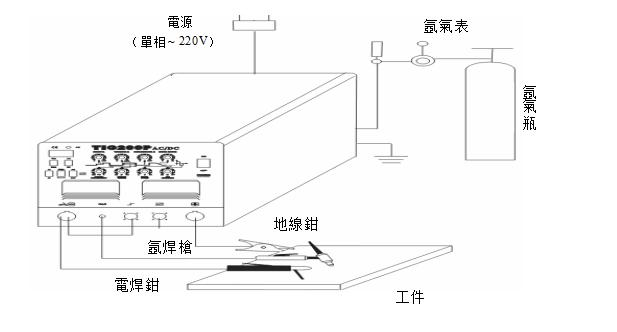 電源
（單相~ 220V）
氬氣表
氬氣瓶
TIG200P AC/DC
地線鉗
氬焊槍
電焊鉗
工件